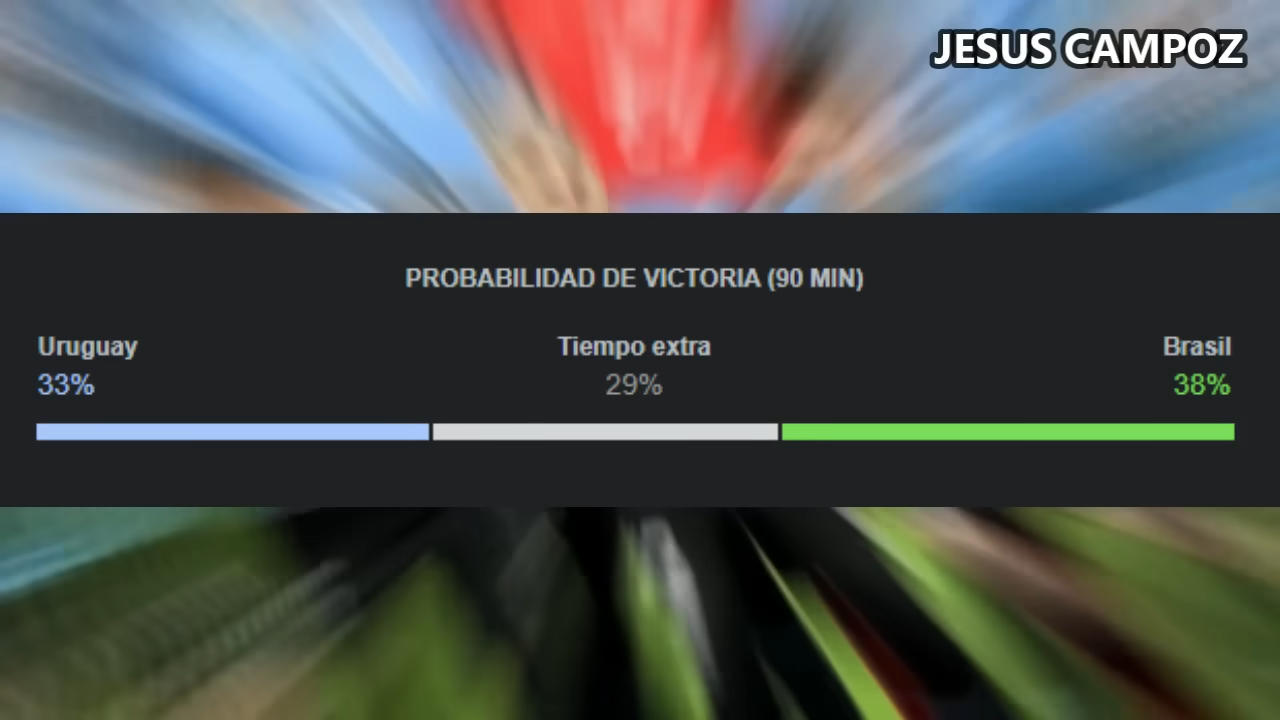 JESUS CAMPOZ
PROBABILIDAD DE VICTORIA (90 MIN)
Uruguay Tiempo extra Brasil
33% 29% 38%